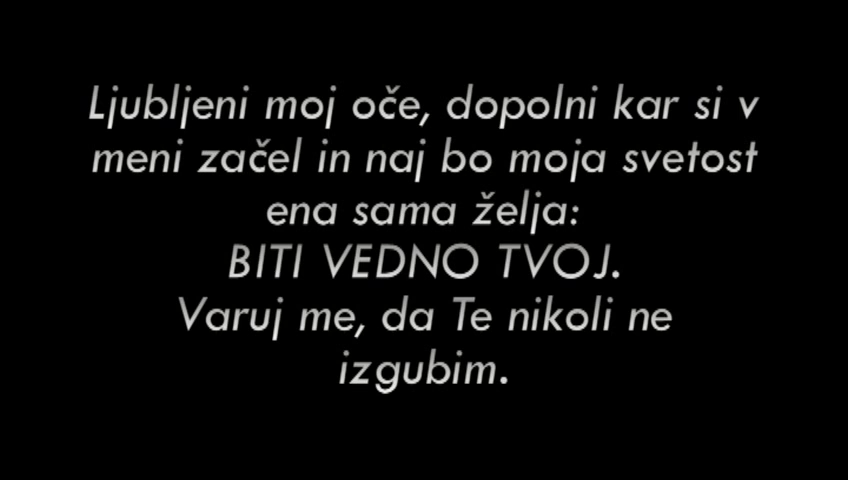 Ljubljeni moj oče, dopolni kar si v
meni začel in naj bo moja svetost
ena sama želja:
BITI VEDNO TVOJ.
Varuj me, da Te nikoli ne
izgubim.